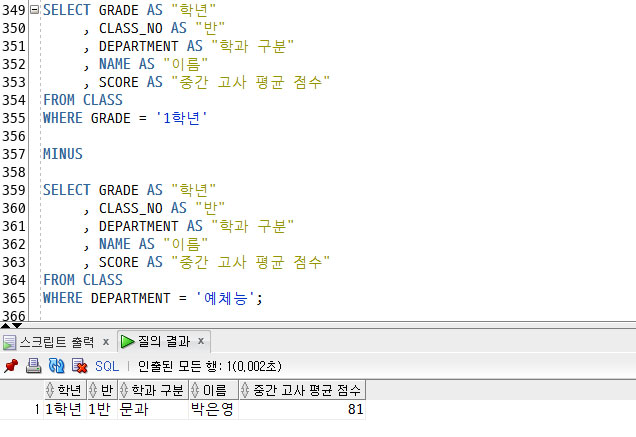 349 SELECT GRADE AS "학년"
350 , CLASS_NO AS "반"
351 , DEPARTMENT AS "학과 구분"
352 , NAME AS "이름"
353 , SCORE AS "중간 고사 평균 점수"
354 FROM CLASS
355 WHERE GRADE = '1학년'
356
357 MINUS
358
359 SELECT GRADE AS "학년"
360 , CLASS_NO AS "반"
361 , DEPARTMENT AS "학과 구분"
362 , NAME AS "이름"
363 , SCORE AS "중간 고사 평균 점수"
364 FROM CLASS
365 WHERE DEPARTMENT = '예체능';
366
스크립트 출력 x 질의 결과 x
SQL | 인출된 모든 행: 1(0,002초)
학년 반 학과 구분 이름 중간 고사 평균 점수
1 1학년 1반 문과 박은영 81